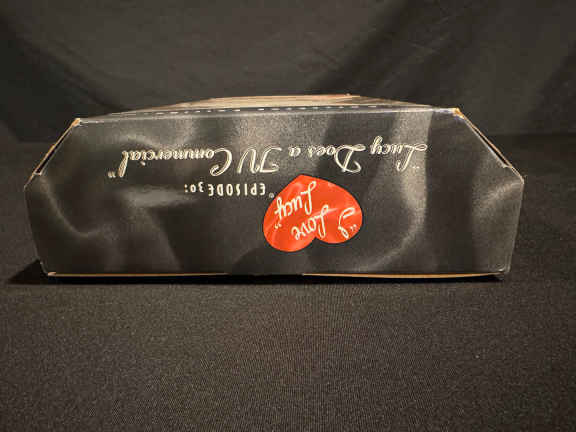 "I Love
Lucy"®
EPISODE 30:
"Lucy Does a TV Commercial"